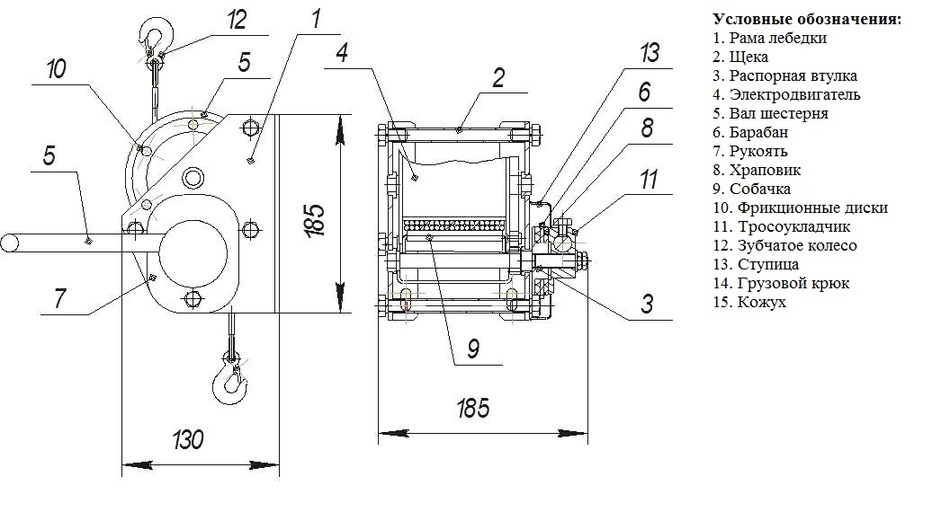 12
5
1
4
2
13
10
6
8
5
11
185
7
9
3
185
130
Условные обозначения:
1. Рама лебедки
2. Щека
3. Распорная втулка
4. Электродвигатель
5. Вал шестерня
6. Барабан
7. Рукоять
8. Храповик
9. Собачка
10. Фрикционные диски
11. Тросоукладчик
12. Зубчатое колесо
13. Ступица
14. Грузовой крюк
15. Кожух